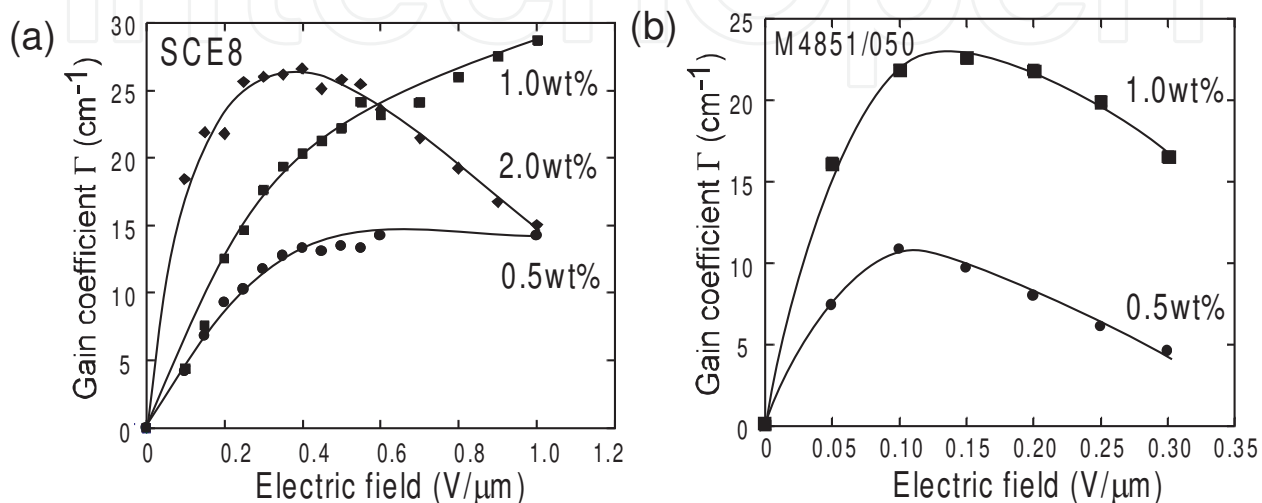 (a)
SCE8
1.0wt%
2.0wt%
0.5wt%
Gain coefficient Γ (cm⁻¹)
30
25
20
15
10
5
0
0 0.2 0.4 0.6 0.8 1.0 1.2
Electric field (V/μm)
(b)
M4851/050
1.0wt%
0.5wt%
Gain coefficient Γ (cm⁻¹)
25
20
15
10
5
0
0 0.05 0.10 0.15 0.20 0.25 0.30 0.35
Electric field (V/μm)